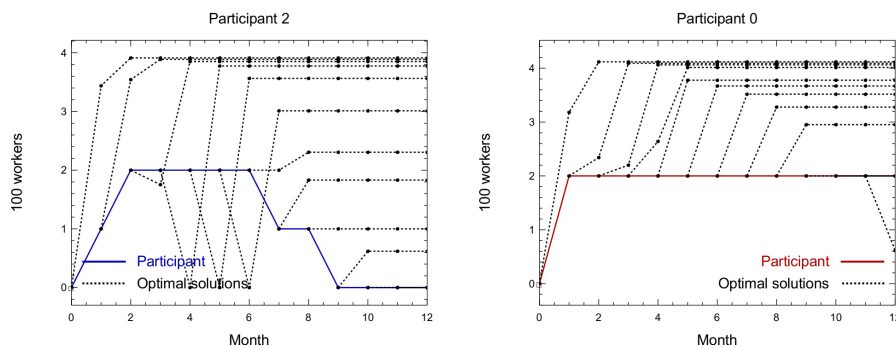 Participant 2
4
3
2
1
0
100 workers
Participant
Optimal solutions
0 2 4 6 8 10 12
Month
Participant 0
4
3
2
1
0
100 workers
Participant
Optimal solutions
0 2 4 6 8 10
Month